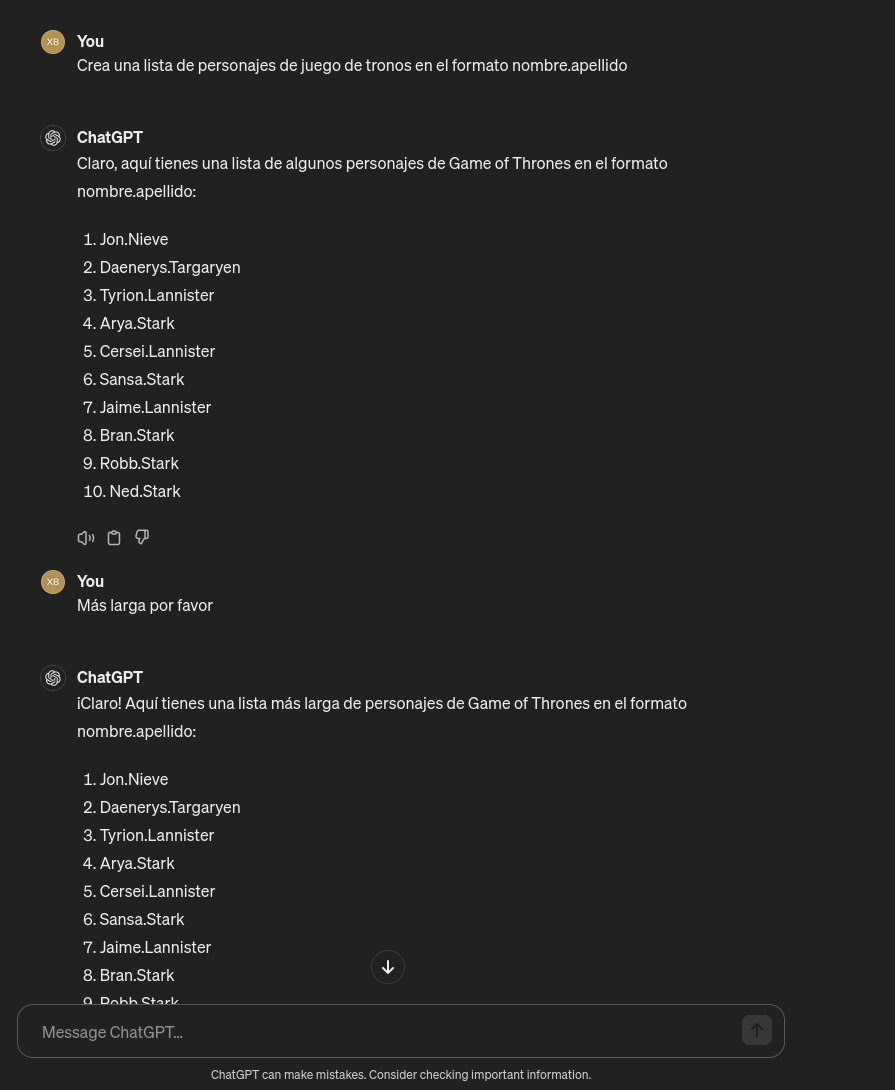 XB
You
Crea una lista de personajes de juego de tronos en el formato nombre.apellido
ChatGPT
Claro, aquí tienes una lista de algunos personajes de Game of Thrones en el formato
nombre.apellido:
1. Jon.Nieve
2. Daenerys.Targaryen
3. Tyrion.Lannister
4. Arya.Stark
5. Cersei.Lannister
6. Sansa.Stark
7. Jaime.Lannister
8. Bran.Stark
9. Robb.Stark
10. Ned.Stark
XB
You
Más larga por favor
ChatGPT
¡Claro! Aquí tienes una lista más larga de personajes de Game of Thrones en el formato
nombre.apellido:
1. Jon.Nieve
2. Daenerys.Targaryen
3. Tyrion.Lannister
4. Arya.Stark
5. Cersei.Lannister
6. Sansa.Stark
7. Jaime.Lannister
8. Bran.Stark
9. Robb.Stark
Message ChatGPT...
ChatGPT can make mistakes. Consider checking important information.